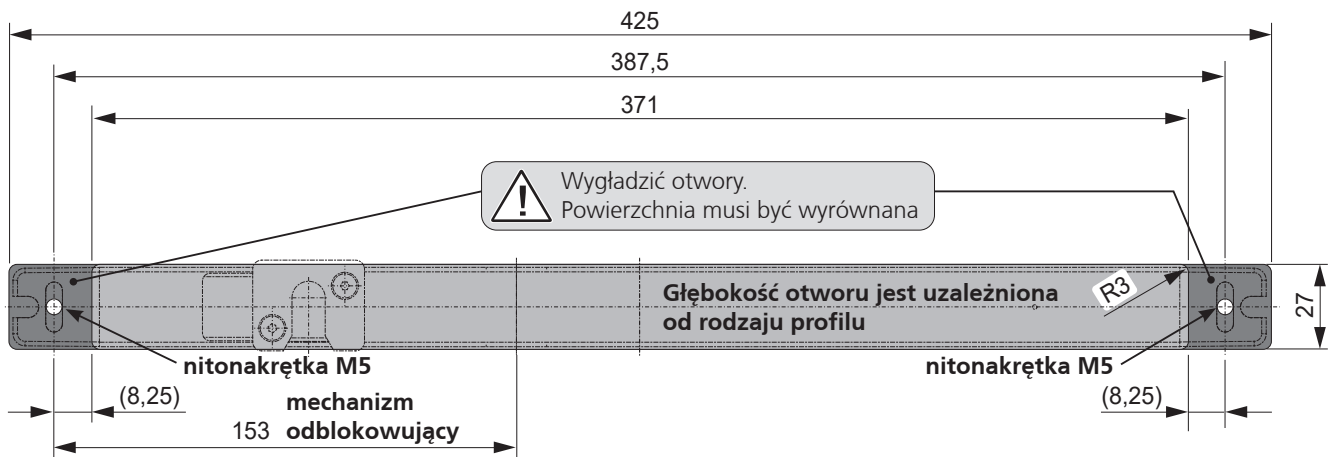 425
387,5
371
Wygładzić otwory.
Powierzchnia musi być wyrównana
Głębokość otworu jest uzależniona
od rodzaju profilu
R3
27
nitonakrętka M5
nitonakrętka M5
(8,25)
mechanizm
(8,25)
153 odblokowujący